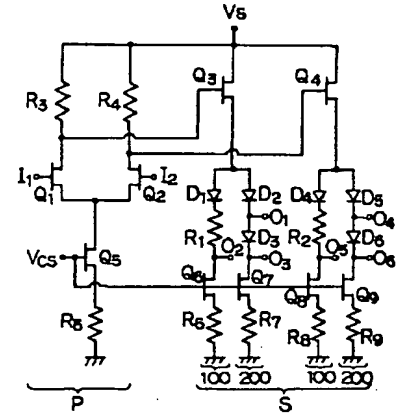 VS
R3 R4 Q3 Q4
I1 Q1 Q2 I2
D1 D2 D4 D5
O1 O4
R1 D3 R2 D6
O2 O3 O5 O6
VCS Q5
Q6 Q7 Q8 Q9
R5 R6 R7 R8 R9
100 200 100 200
P S